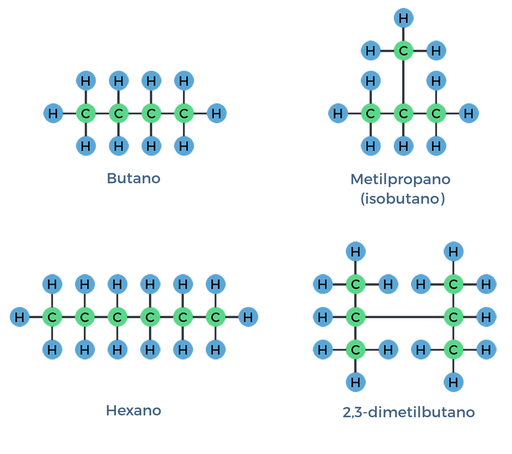 H
H C H
H H H H H H
H C C C C H H C C C H
H H H H H H H
Butano Metilpropano
(isobutano)
H H
H H H H H H H C H H C H
H C C C C C C H H C C H
H H H H H H H C H H C H
H H
Hexano 2,3-dimetilbutano